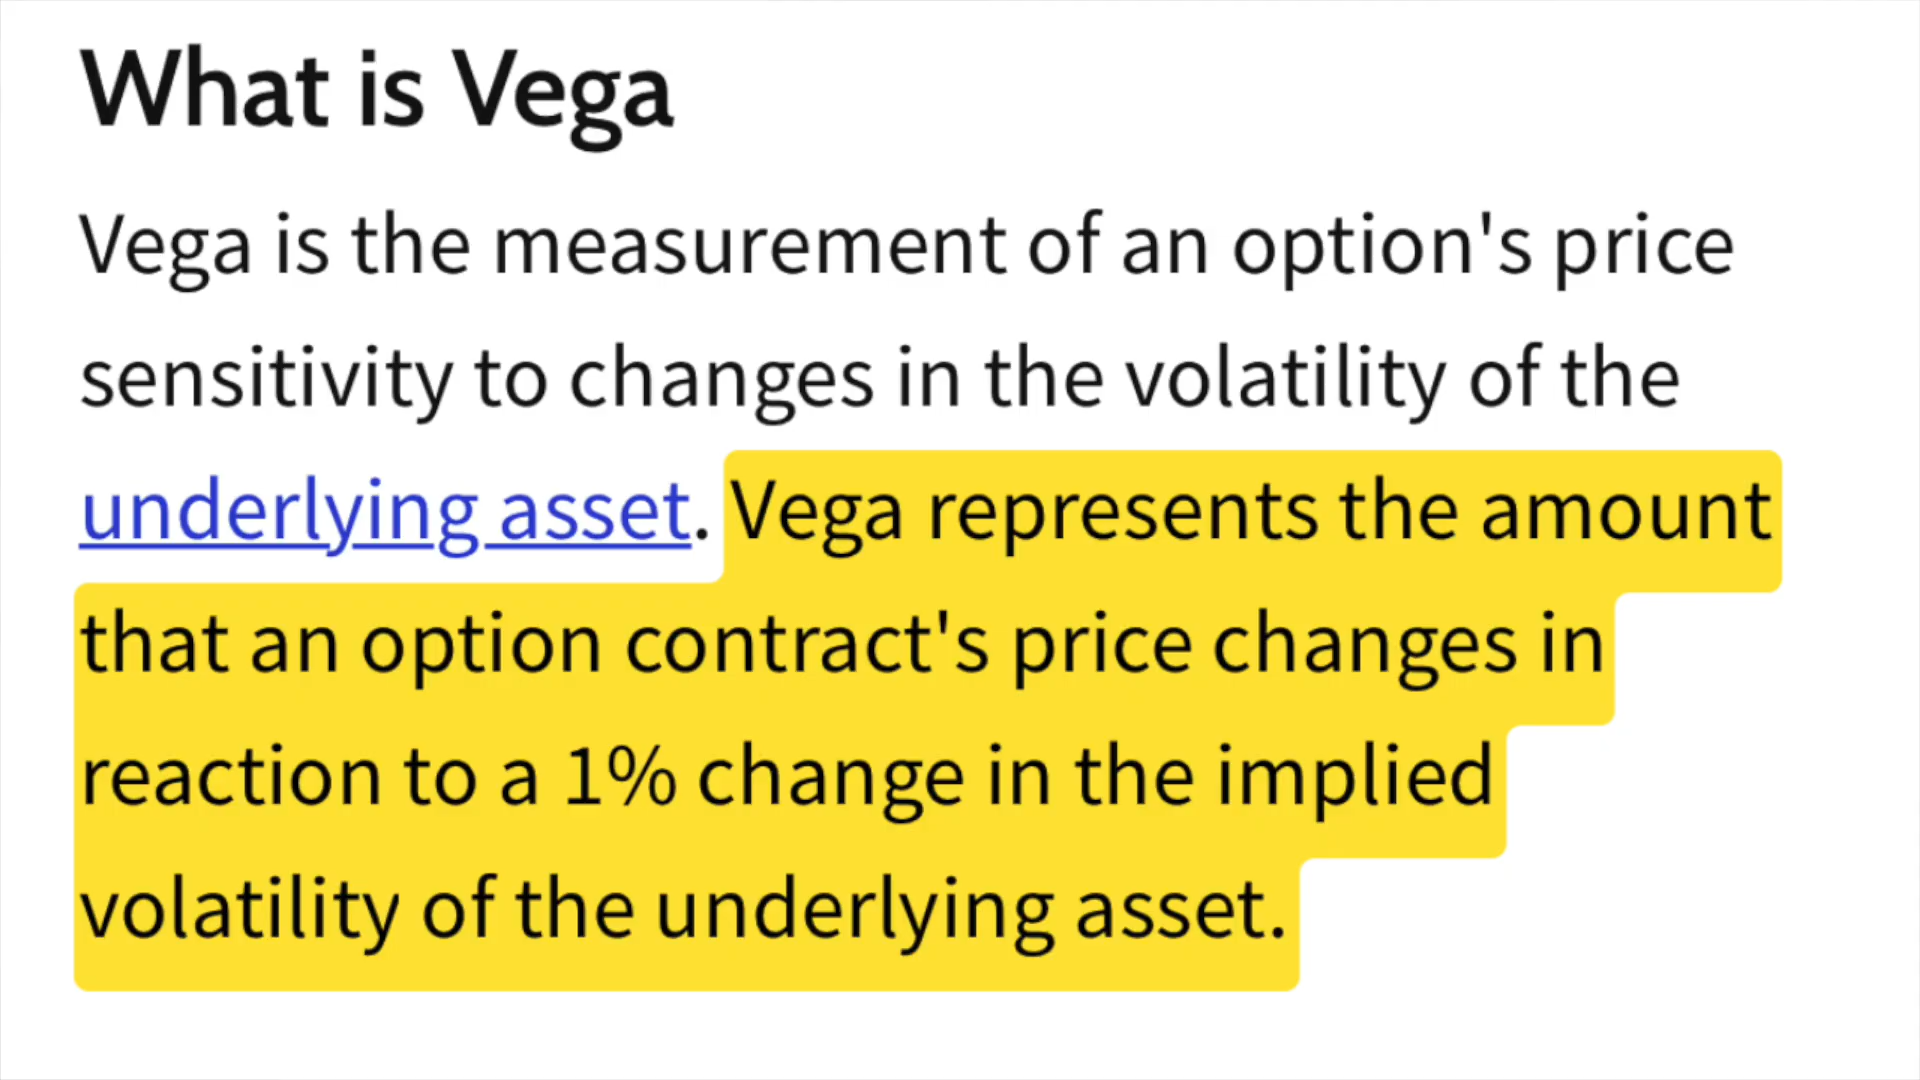 What is Vega
Vega is the measurement of an option's price
sensitivity to changes in the volatility of the
underlying asset. Vega represents the amount
that an option contract's price changes in
reaction to a 1% change in the implied
volatility of the underlying asset.